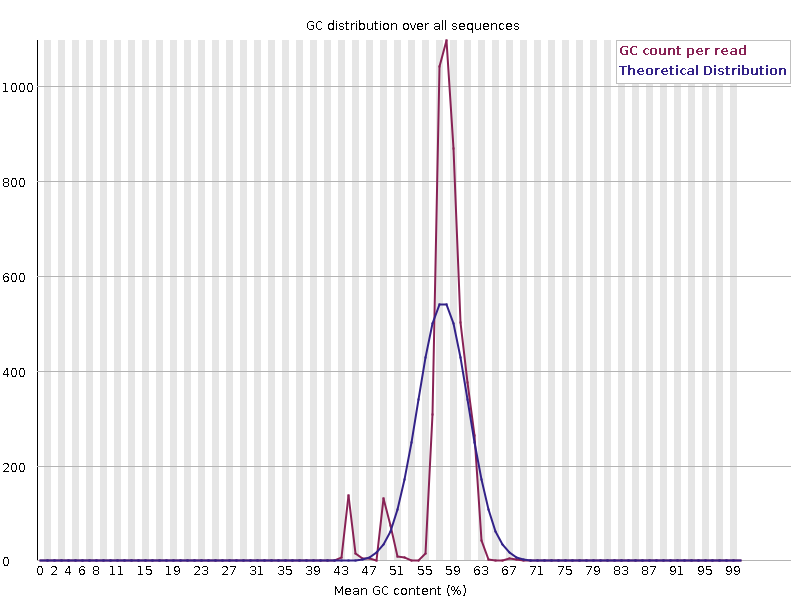 GC distribution over all sequences
GC count per read
Theoretical Distribution
1000
800
600
400
200
0
0 2 4 6 8 11 15 19 23 27 31 35 39 43 47 51 55 59 63 67 71 75 79 83 87 91 95 99
Mean GC content (%)